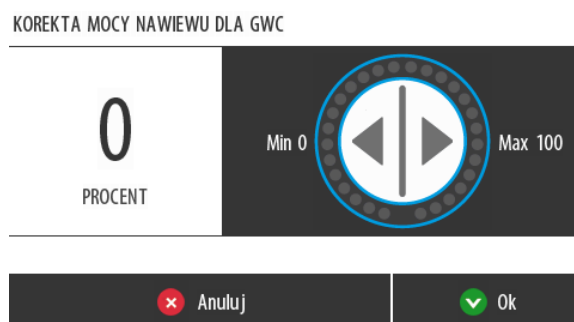 KOREKTA MOCY NAWIEWU DLA GWC
0
PROCENT
Min 0
Max 100
Anuluj
Ok